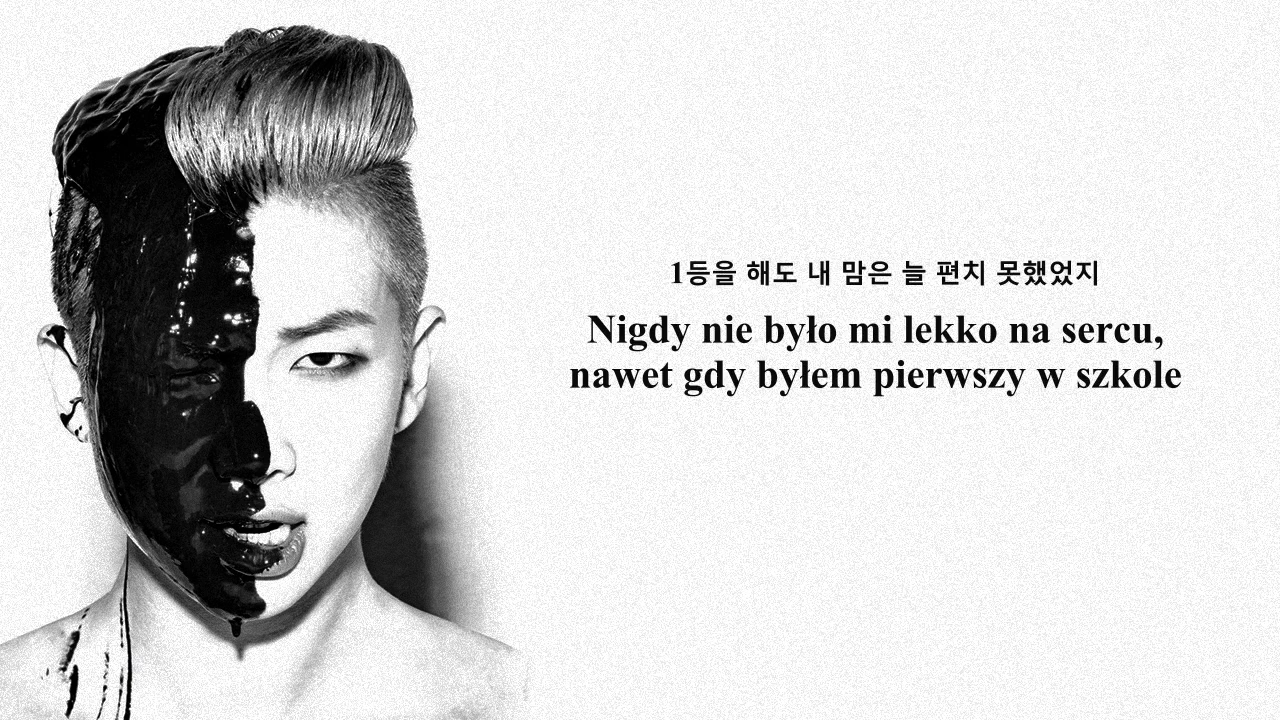 1등을 해도 내 맘은 늘 편치 못했었지
Nigdy nie było mi lekko na sercu,
nawet gdy byłem pierwszy w szkole